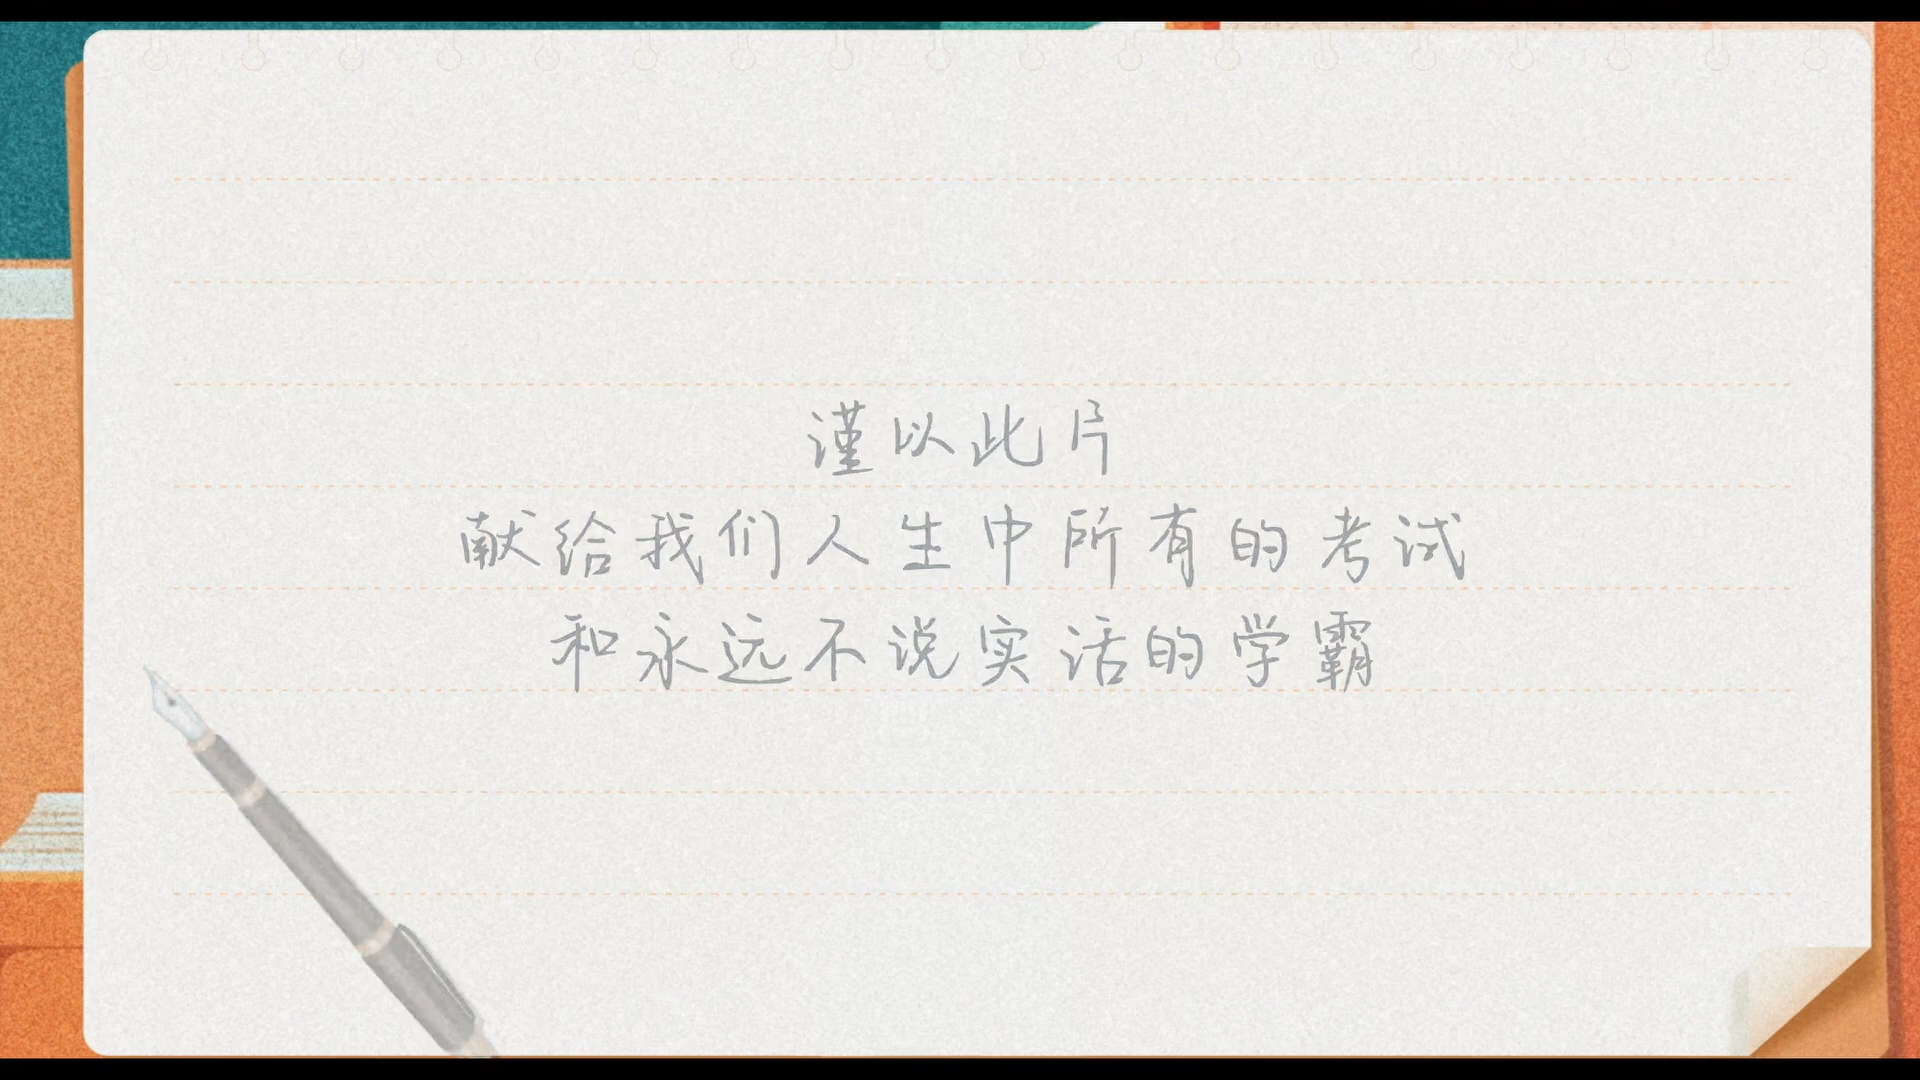 谨以此片
献给我们人生中所有的考试
和永远不说实话的学霸